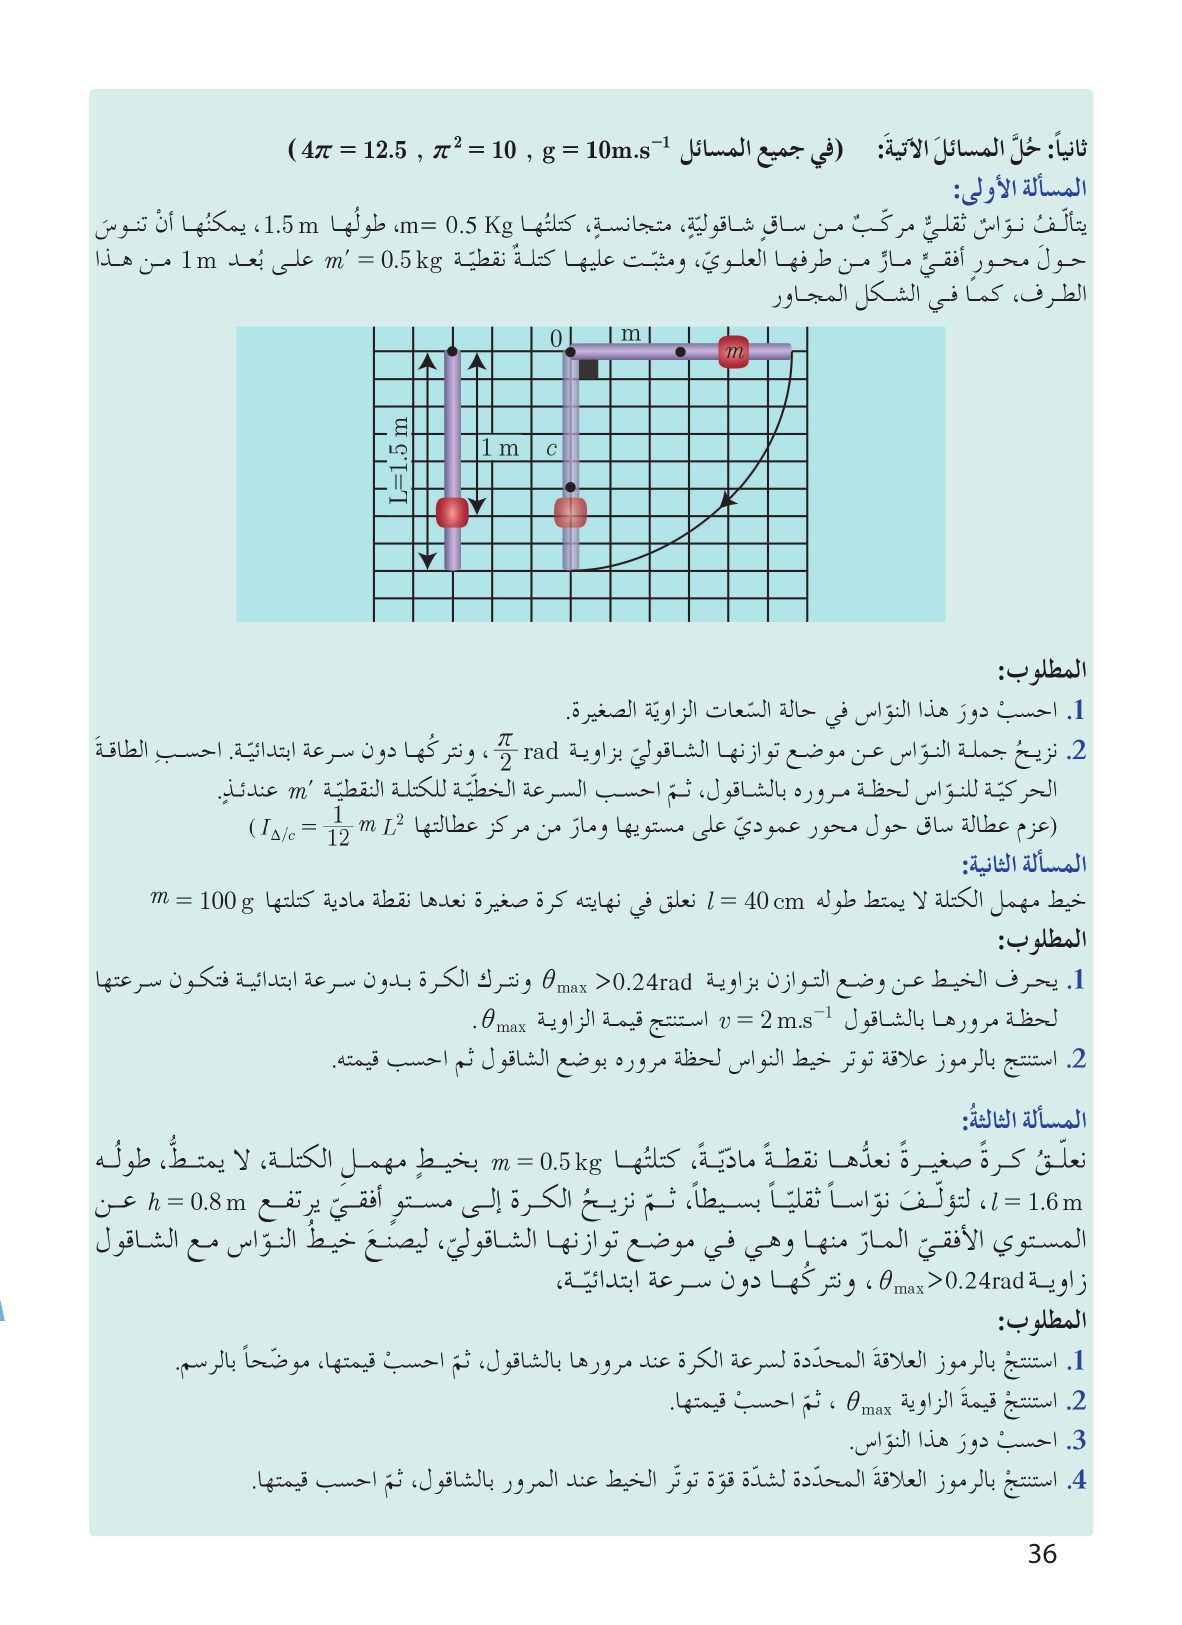 ثانياً: حُلَّ المسائلَ الآتيةَ: (في جميع المسائل 4π = 12.5 , π² = 10 , g = 10m.s⁻¹ )
المسألة الأولى:
يتألّفُ نوّاسٌ ثقليٌّ مركّبٌ من ساقٍ شاقوليّةٍ، متجانسةٍ، كتلتُها m= 0.5 Kg، طولُها 1.5 m، يمكنُها أنْ تنوسَ
حولَ محورٍ أفقيٍّ مارٍّ من طرفها العلويّ، ومثبّت عليها كتلةٌ نقطيّة m′ = 0.5 kg على بُعد 1 m من هذا
الطرف، كما في الشكل المجاور
0 m
m
L=1.5 m
1 m
c
المطلوب:
1. احسبْ دورَ هذا النوّاس في حالة السّعات الزاويّة الصغيرة.
2. نزيحُ جملة النوّاس عن موضع توازنها الشاقوليّ بزاوية π/2 rad ، ونتركُها دون سرعة ابتدائيّة. احسبِ الطاقةَ
الحركيّة للنوّاس لحظة مروره بالشاقول، ثمّ احسب السرعة الخطّيّة للكتلة النقطيّة m′ عندئذٍ.
(عزم عطالة ساق حول محور عموديّ على مستويها ومارّ من مركز عطالتها I_Δ/c = 1/12 m L² )
المسألة الثانية:
خيط مهمل الكتلة لا يمتط طوله l = 40 cm نعلق في نهايته كرة صغيرة نعدها نقطة مادية كتلتها m = 100 g
المطلوب:
1. يحرف الخيط عن وضع التوازن بزاوية θmax >0.24rad ونترك الكرة بدون سرعة ابتدائية فتكون سرعتها
لحظة مرورها بالشاقول v = 2 m.s⁻¹ استنتج قيمة الزاوية θmax .
2. استنتج بالرموز علاقة توتر خيط النواس لحظة مروره بوضع الشاقول ثم احسب قيمته.
المسألة الثالثةُ:
نعلّقُ كرةً صغيرةً نعدُّها نقطةً مادّيّةً، كتلتُها m = 0.5 kg بخيطٍ مهملِ الكتلة، لا يمتطُّ، طولُه
l = 1.6 m، لتؤلّفَ نوّاساً ثقليّاً بسيطاً، ثمّ نزيحُ الكرة إلى مستوٍ أفقيّ يرتفع h = 0.8 m عن
المستوي الأفقيّ المارّ منها وهي في موضع توازنها الشاقوليّ، ليصنعَ خيطُ النوّاس مع الشاقول
زاوية θmax>0.24rad ، ونتركُها دون سرعة ابتدائيّة،
المطلوب:
1. استنتجْ بالرموز العلاقةَ المحدّدة لسرعة الكرة عند مرورها بالشاقول، ثمّ احسبْ قيمتها، موضّحاً بالرسم.
2. استنتجْ قيمةَ الزاوية θmax ، ثمّ احسبْ قيمتها.
3. احسبْ دورَ هذا النوّاس.
4. استنتجْ بالرموز العلاقةَ المحدّدة لشدّة قوّة توتّر الخيط عند المرور بالشاقول، ثمّ احسب قيمتها.
36